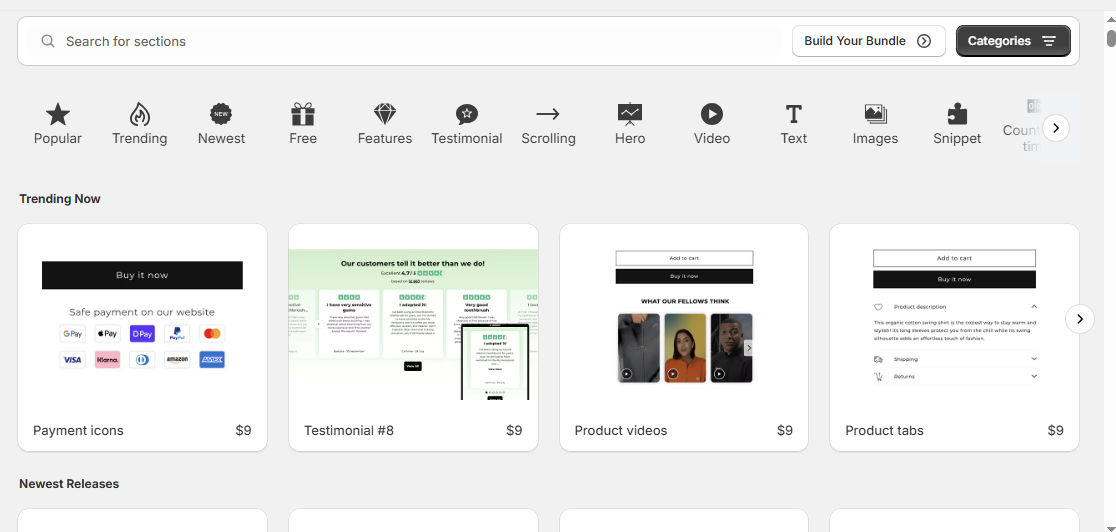 Search for sections
Build Your Bundle
Categories
NEW
Popular
Trending
Newest
Free
Features
Testimonial
Scrolling
Hero
Video
Text
Images
Snippet
Trending Now
Buy it now
Safe payment on our website
G Pay
Pay
Pay
PayPal
VISA
Klarna.
amazon
AMEX
Payment icons
$9
Our customers tell it better than we do!
Excellent 4.7 / 5
I have very sensitive
gums
I adopted it!
Very good
toothbrush
View All
I adopted it!
Testimonial #8
$9
Add to cart
Buy it now
WHAT OUR FELLOWS THINK
Product videos
$9
Add to cart
Buy it now
Product description
This organic cotton swing shirt is the coziest way to stay warm and
stylish! Its long sleeves protect you from the chill while its swing
silhouette adds an effortless touch of fashion.
Shipping
Returns
Product tabs
$9
Newest Releases